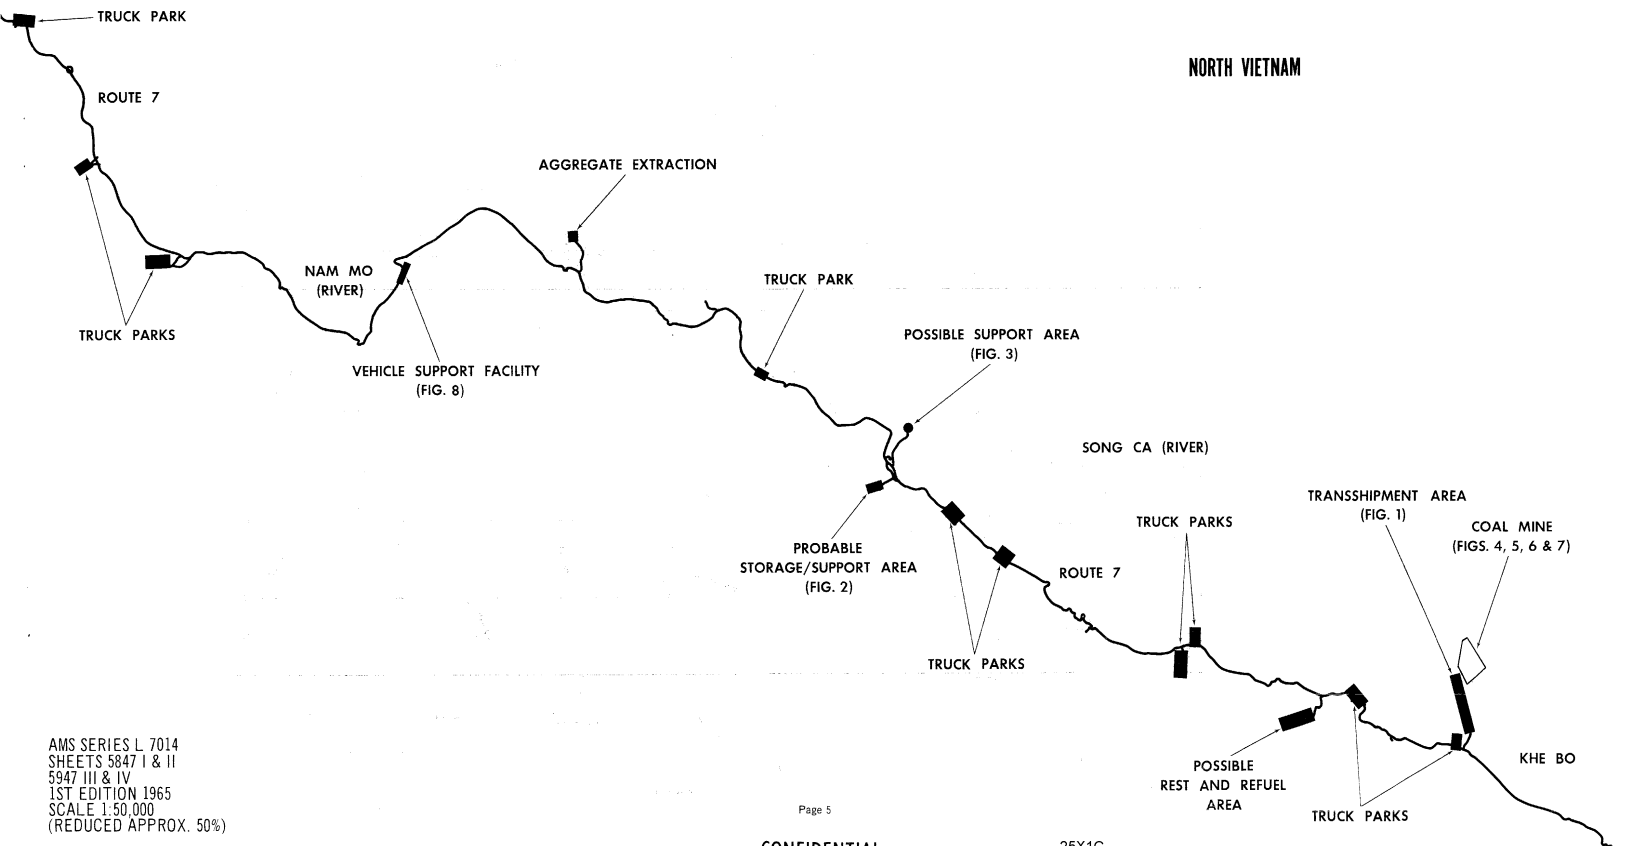 TRUCK PARK
NORTH VIETNAM
ROUTE 7
AGGREGATE EXTRACTION
NAM MO
(RIVER)
TRUCK PARK
TRUCK PARKS
POSSIBLE SUPPORT AREA
(FIG. 3)
VEHICLE SUPPORT FACILITY
(FIG. 8)
SONG CA (RIVER)
TRANSSHIPMENT AREA
(FIG. 1)
COAL MINE
(FIGS. 4, 5, 6 & 7)
TRUCK PARKS
PROBABLE
STORAGE/SUPPORT AREA
(FIG. 2)
ROUTE 7
TRUCK PARKS
AMS SERIES L 7014
SHEETS 5847 I & II
5947 III & IV
1ST EDITION 1965
SCALE 1:50,000
(REDUCED APPROX. 50%)
POSSIBLE
REST AND REFUEL
AREA
KHE BO
TRUCK PARKS
Page 5
CONFIDENTIAL
25X1C